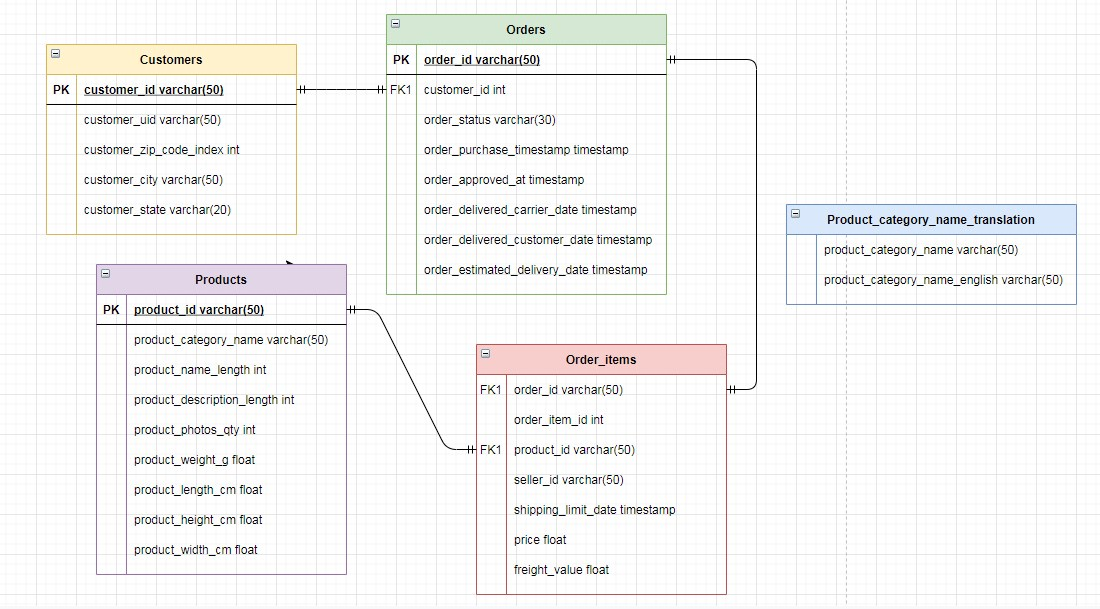 Customers
PK customer_id varchar(50)
customer_uid varchar(50)
customer_zip_code_index int
customer_city varchar(50)
customer_state varchar(20)
Orders
PK order_id varchar(50)
FK1 customer_id int
order_status varchar(30)
order_purchase_timestamp timestamp
order_approved_at timestamp
order_delivered_carrier_date timestamp
order_delivered_customer_date timestamp
order_estimated_delivery_date timestamp
Product_category_name_translation
product_category_name varchar(50)
product_category_name_english varchar(50)
Products
PK product_id varchar(50)
product_category_name varchar(50)
product_name_length int
product_description_length int
product_photos_qty int
product_weight_g float
product_length_cm float
product_height_cm float
product_width_cm float
Order_items
FK1 order_id varchar(50)
order_item_id int
FK1 product_id varchar(50)
seller_id varchar(50)
shipping_limit_date timestamp
price float
freight_value float